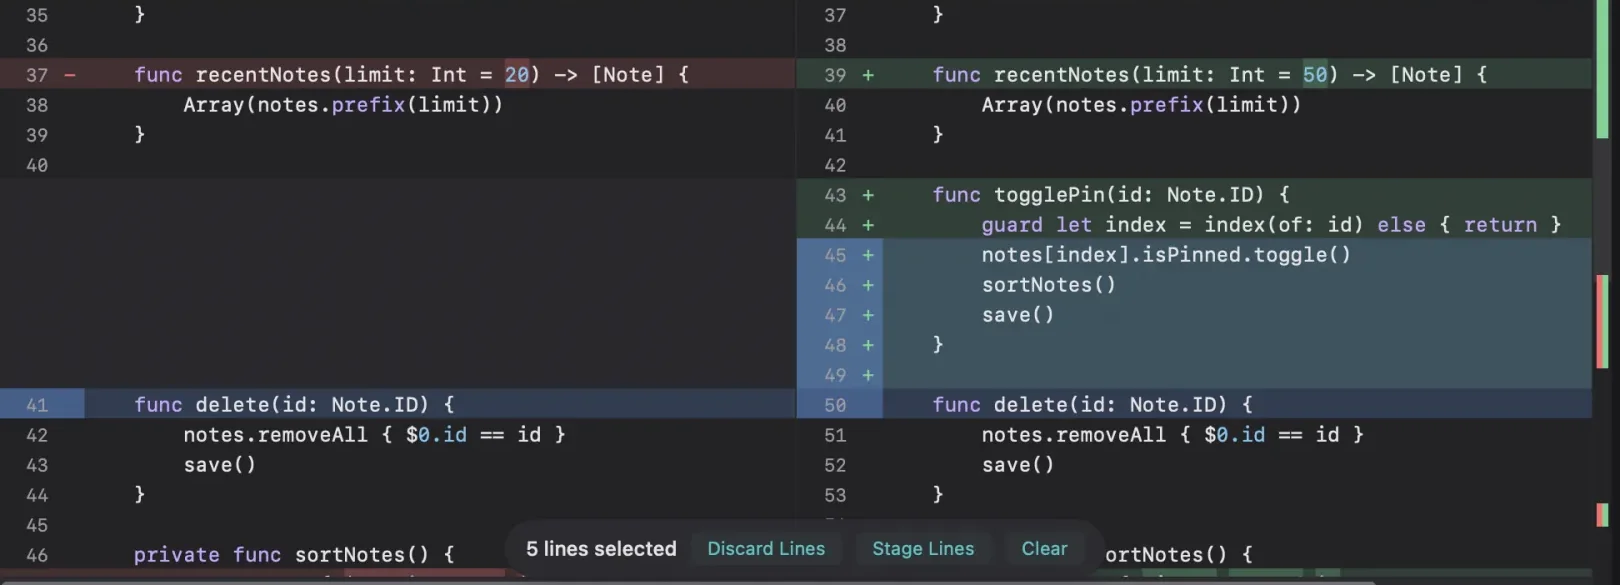 35 }
36
37 - func recentNotes(limit: Int = 20) -> [Note] {
38 Array(notes.prefix(limit))
39 }
40
41 func delete(id: Note.ID) {
42 notes.removeAll { $0.id == id }
43 save()
44 }
45
46 private func sortNotes() {
37 }
38
39 + func recentNotes(limit: Int = 50) -> [Note] {
40 Array(notes.prefix(limit))
41 }
42
43 + func togglePin(id: Note.ID) {
44 + guard let index = index(of: id) else { return }
45 + notes[index].isPinned.toggle()
46 + sortNotes()
47 + save()
48 + }
49 +
50 func delete(id: Note.ID) {
51 notes.removeAll { $0.id == id }
52 save()
53 }
ortNotes() {
5 lines selected Discard Lines Stage Lines Clear